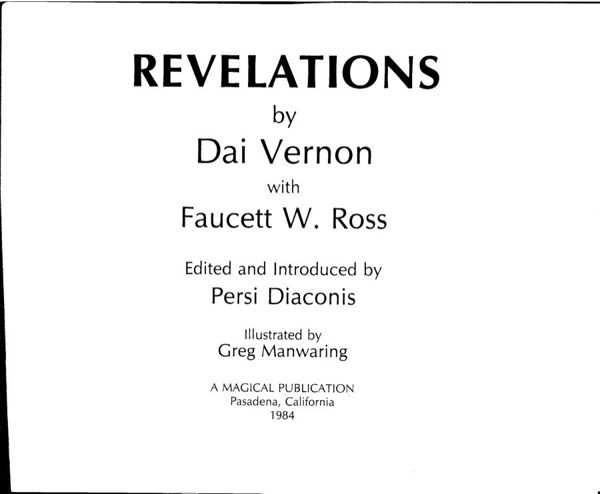 REVELATIONS
by
Dai Vernon
with
Faucett W. Ross
Edited and Introduced by
Persi Diaconis
Illustrated by
Greg Manwaring
A MAGICAL PUBLICATION
Pasadena, California
1984